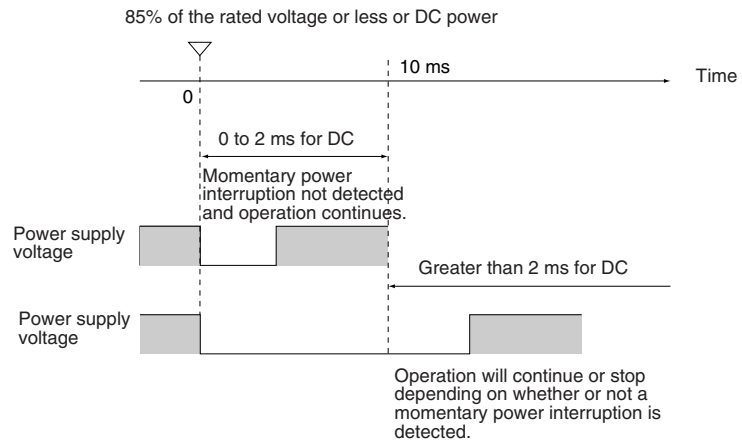 85% of the rated voltage or less or DC power
10 ms
Time
0
0 to 2 ms for DC
Momentary power
interruption not detected
and operation continues.
Power supply
voltage
Greater than 2 ms for DC
Power supply
voltage
Operation will continue or stop
depending on whether or not a
momentary power interruption is
detected.